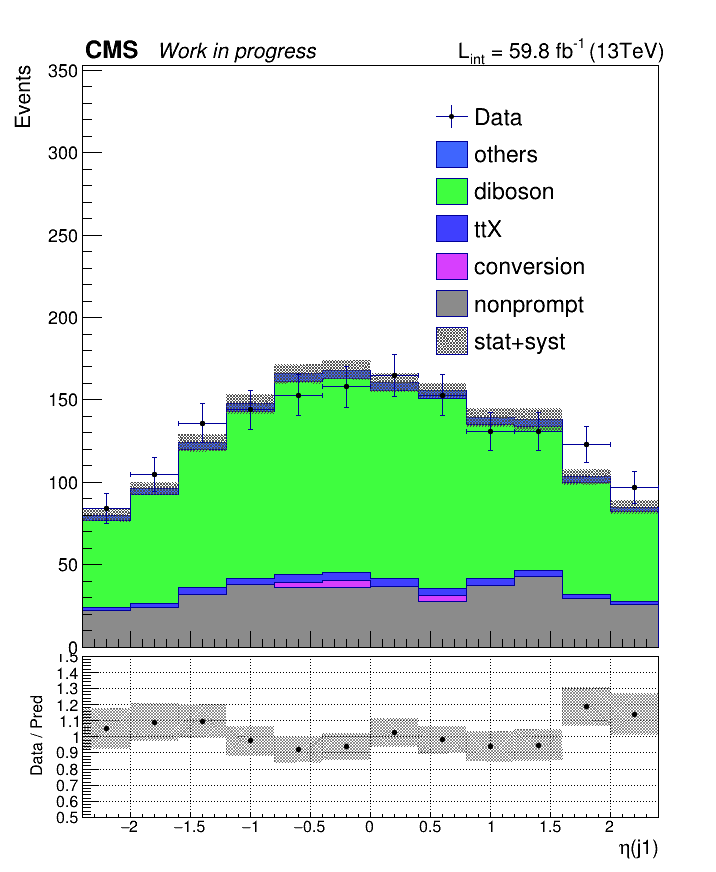 CMS Work in progress L_int = 59.8 fb^-1 (13TeV)
Events
350
300
250
200
150
100
50
0
Data
others
diboson
ttX
conversion
nonprompt
stat+syst
Data / Pred
1.5
1.4
1.3
1.2
1.1
1
0.9
0.8
0.7
0.6
0.5
−2 −1.5 −1 −0.5 0 0.5 1 1.5 2
η(j1)